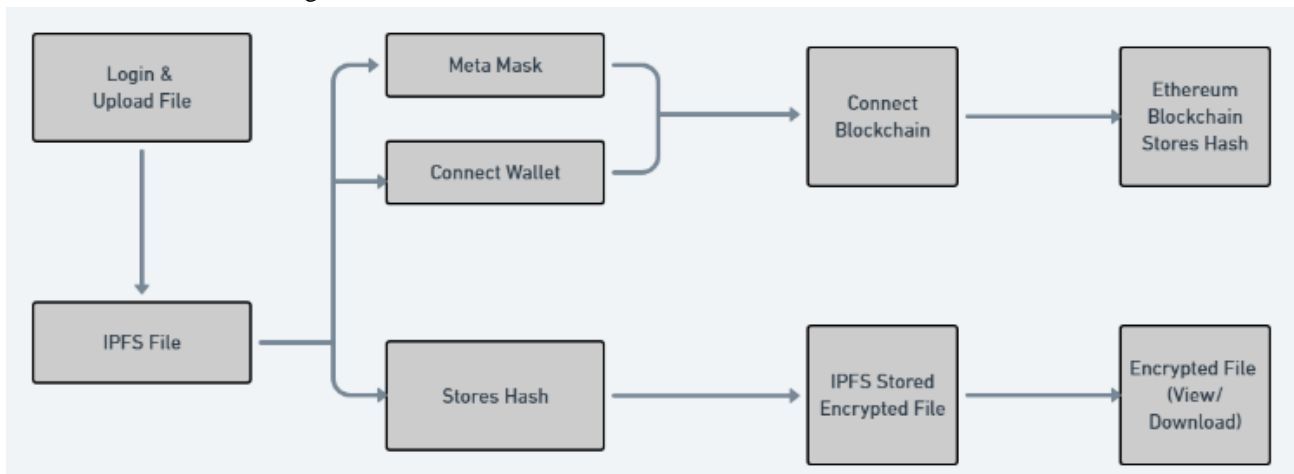 Login &
Upload File
Meta Mask
Connect Wallet
Connect
Blockchain
Ethereum
Blockchain
Stores Hash
IPFS File
Stores Hash
IPFS Stored
Encrypted File
Encrypted File
(View/
Download)